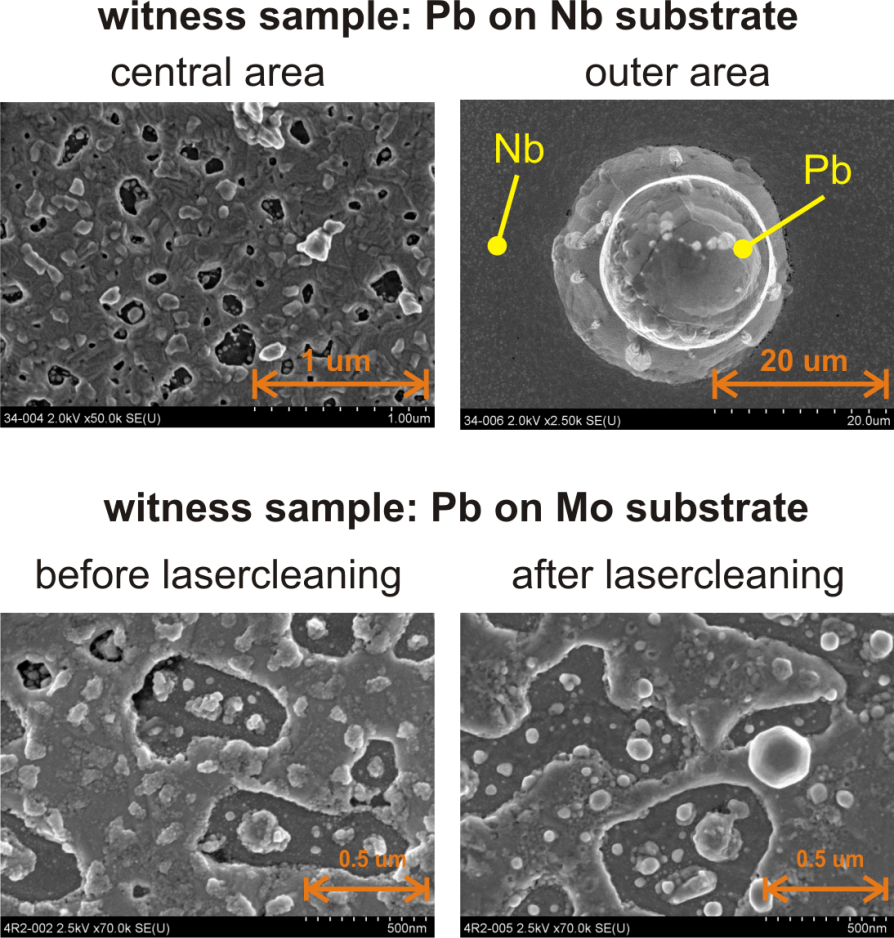 witness sample: Pb on Nb substrate
central area
outer area
Nb
Pb
1 um
20 um
34-004 2.0kV x50.0k SE(U)
1.00um
34-006 2.0kV x2.50k SE(U)
20.0um
witness sample: Pb on Mo substrate
before lasercleaning
after lasercleaning
0.5 um
0.5 um
4R2-002 2.5kV x70.0k SE(U)
500nm
4R2-005 2.5kV x70.0k SE(U)
500nm